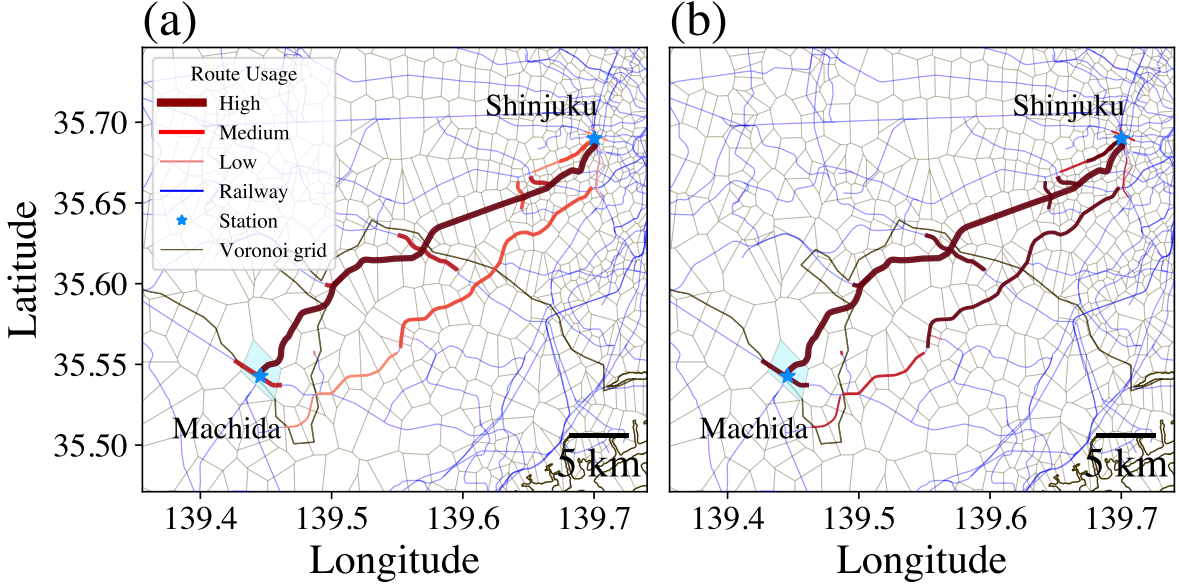 (a)
(b)
Route Usage
High
Medium
Low
Railway
Station
Voronoi grid
Shinjuku
Shinjuku
Machida
Machida
5 km
5 km
35.70
35.65
35.60
35.55
35.50
Latitude
139.4 139.5 139.6 139.7
139.4 139.5 139.6 139.7
Longitude
Longitude